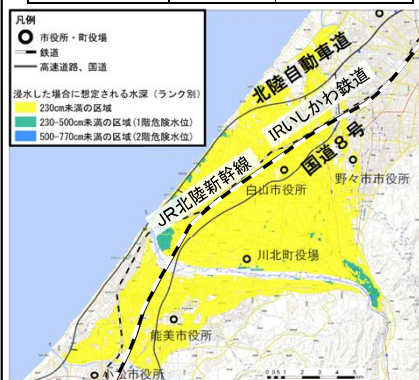 凡例
市役所・町役場
鉄道
高速道路、国道
浸水した場合に想定される水深(ランク別)
230cm未満の区域
230-500cm未満の区域(1階危険水位)
500-770cm未満の区域(2階危険水位)
北陸自動車道
IRいしかわ鉄道
国道8号
JR北陸新幹線
野々市市役所
白山市役所
川北町役場
能美市役所
小松市役所